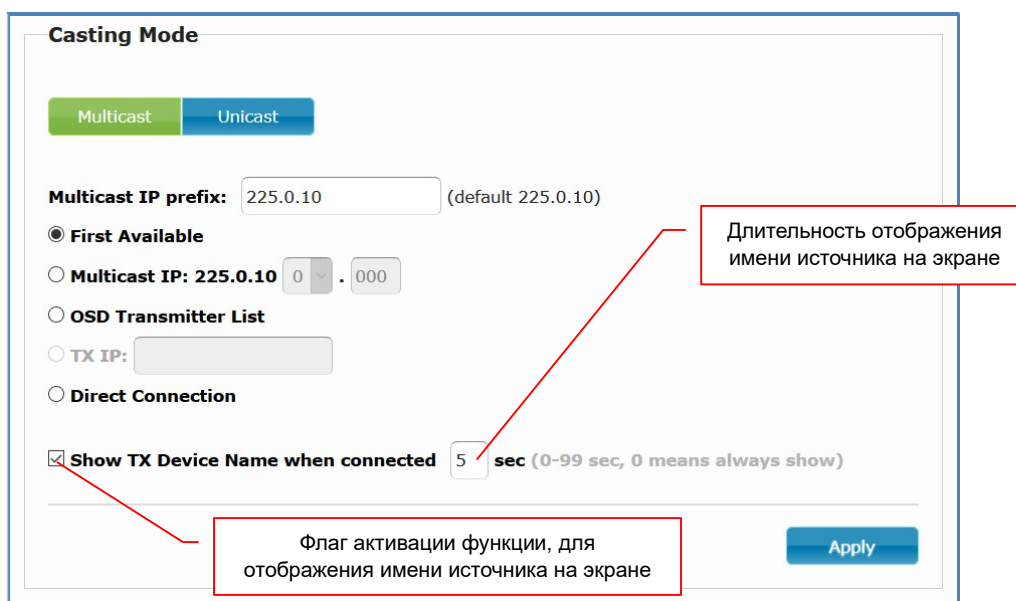 Casting Mode
Multicast Unicast
Multicast IP prefix: 225.0.10 (default 225.0.10)
First Available
Длительность отображения
имени источника на экране
Multicast IP: 225.0.10 0 . 000
OSD Transmitter List
TX IP:
Direct Connection
Show TX Device Name when connected 5 sec (0-99 sec, 0 means always show)
Флаг активации функции, для
отображения имени источника на экране
Apply